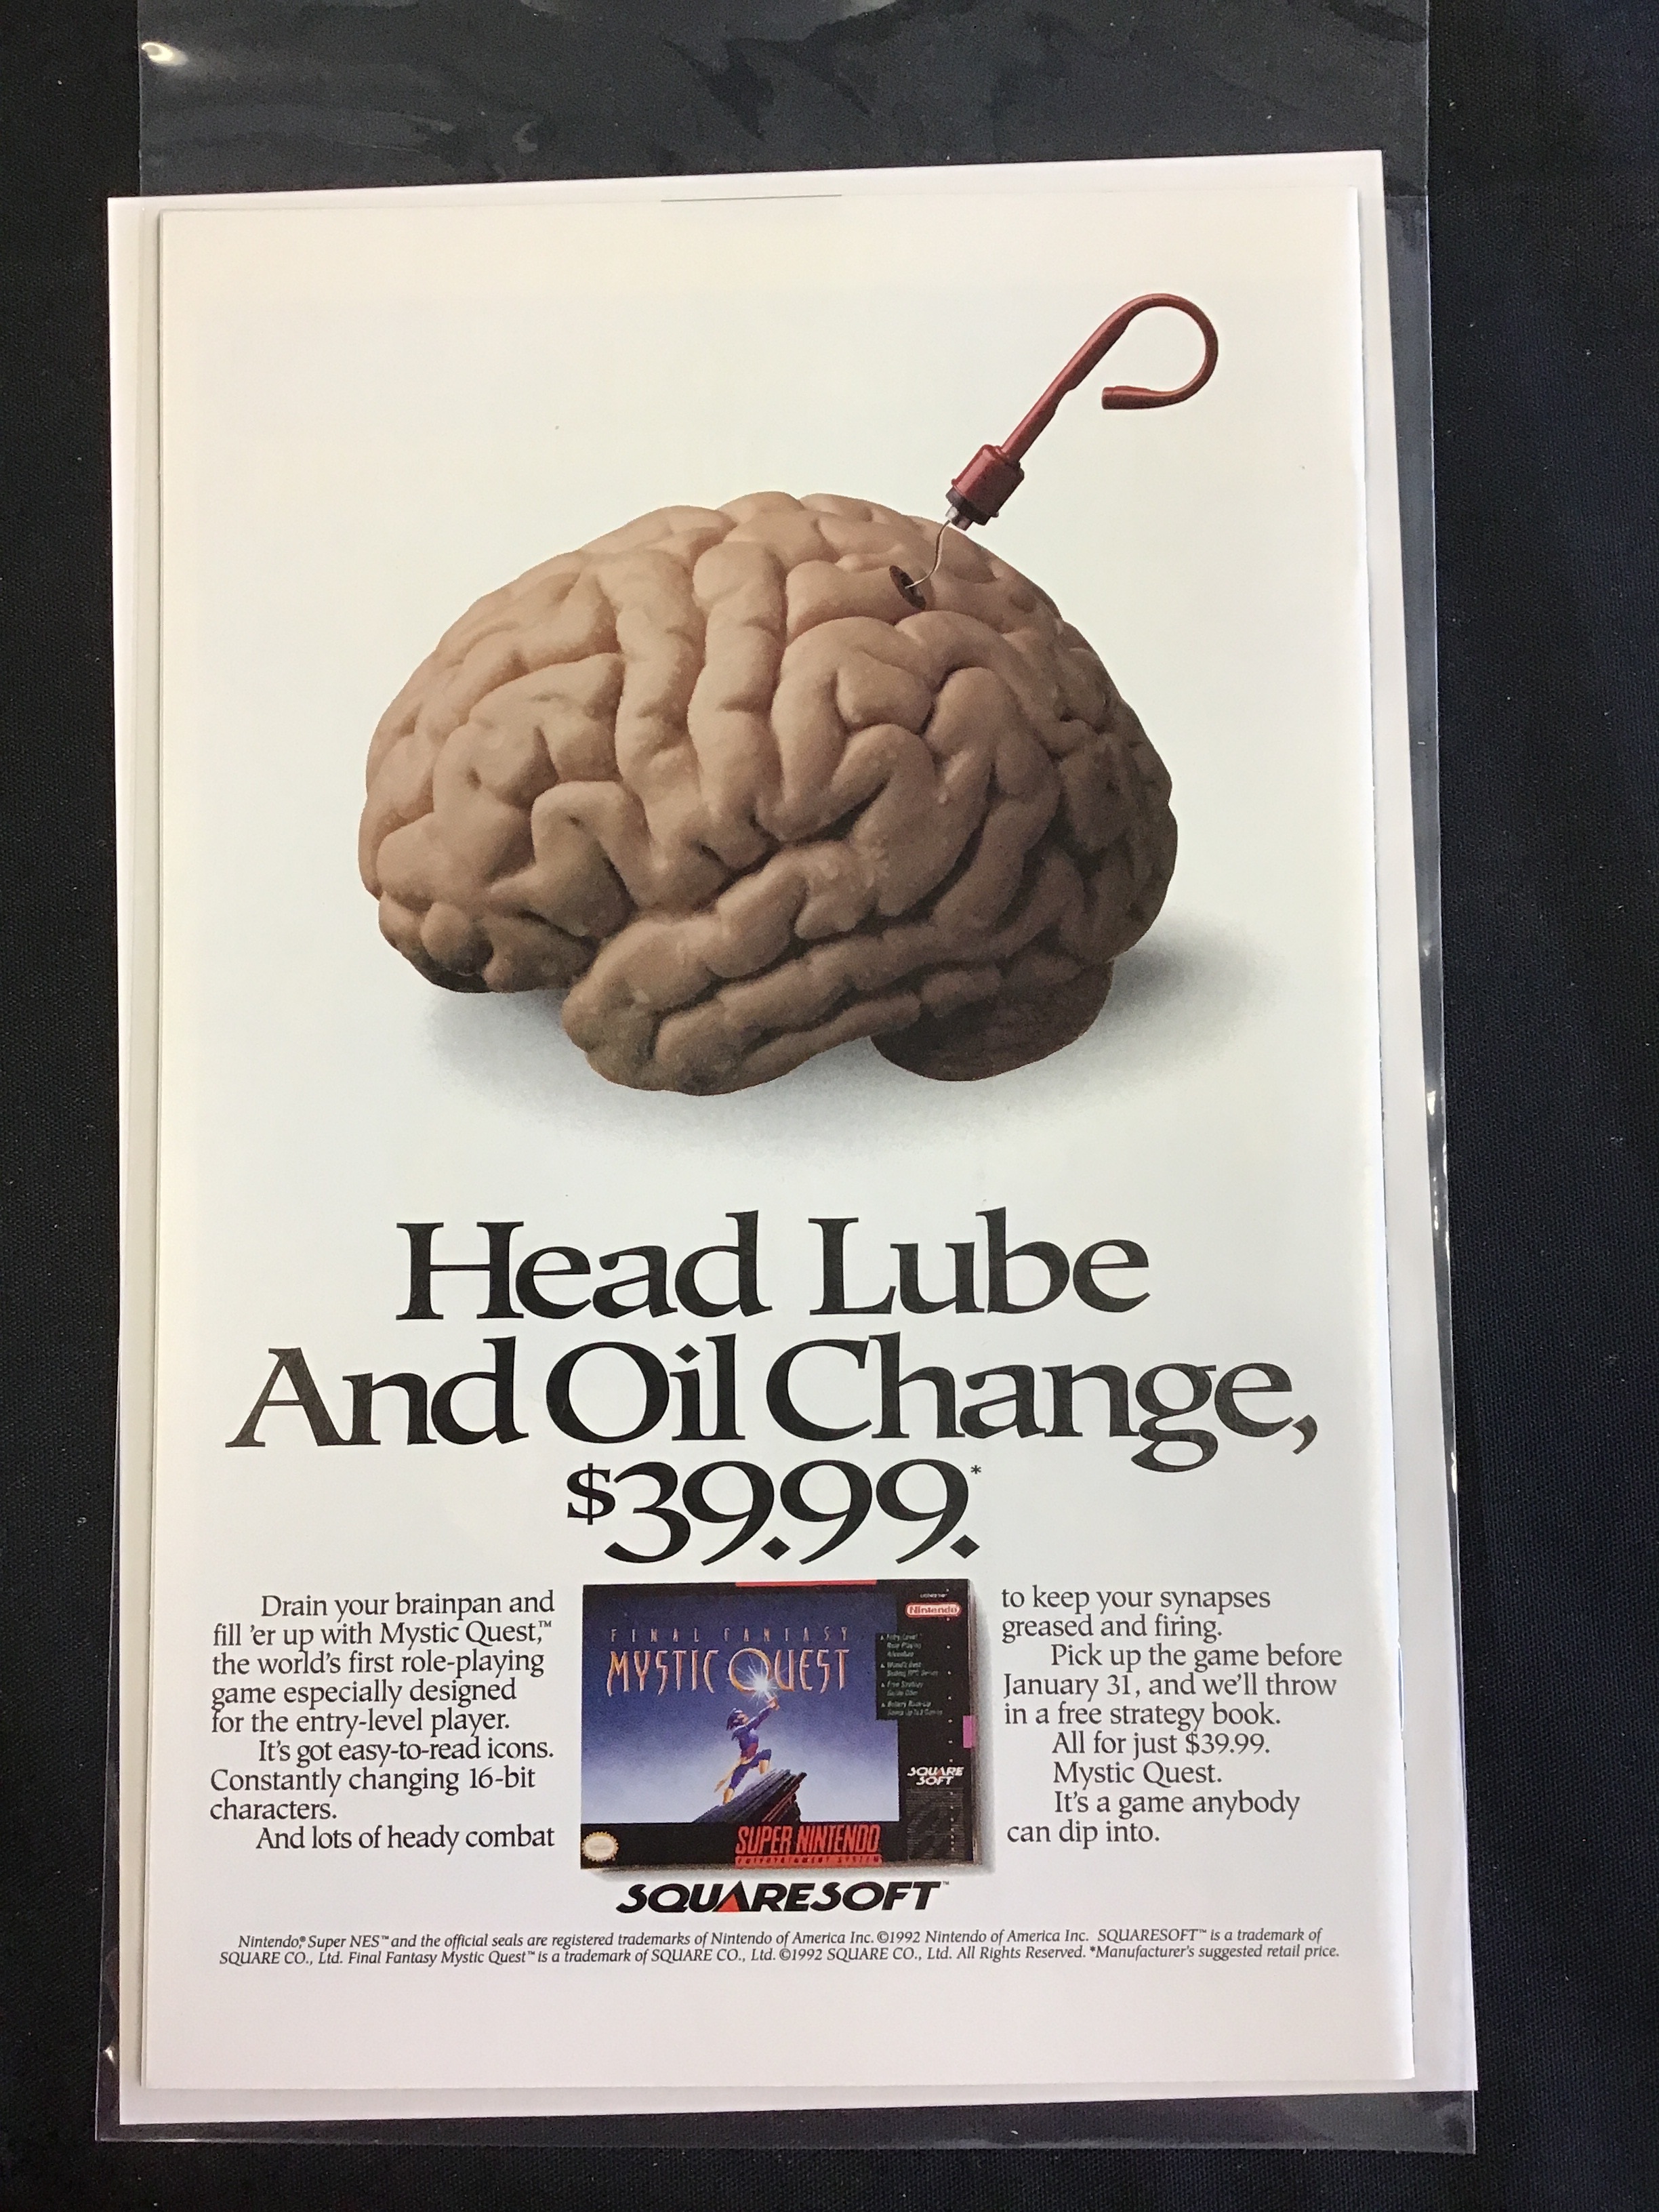 Head Lube
And Oil Change,
$39.99.*
Drain your brainpan and
fill 'er up with Mystic Quest,™
the world's first role-playing
game especially designed
for the entry-level player.
It's got easy-to-read icons.
Constantly changing 16-bit
characters.
And lots of heady combat
Nintendo
FINAL FANTASY
MYSTIC QUEST
SQUARE
SOFT
SUPER NINTENDO
ENTERTAINMENT SYSTEM
to keep your synapses
greased and firing.
Pick up the game before
January 31, and we'll throw
in a free strategy book.
All for just $39.99.
Mystic Quest.
It's a game anybody
can dip into.
SQUARESOFT™
Nintendo,® Super NES™ and the official seals are registered trademarks of Nintendo of America Inc. ©1992 Nintendo of America Inc. SQUARESOFT™ is a trademark of
SQUARE CO., Ltd. Final Fantasy Mystic Quest™ is a trademark of SQUARE CO., Ltd. ©1992 SQUARE CO., Ltd. All Rights Reserved. *Manufacturer's suggested retail price.